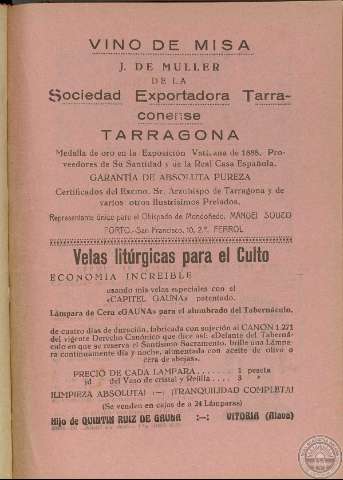 VINO DE MISA
J. DE MULLER
DE LA
Sociedad Exportadora Tarra-
conense
TARRAGONA
Medalla de oro en la Exposición Vaticana de 1888. Pro-
veedores de Su Santidad y de la Real Casa Española.
GARANTÍA DE ABSOLUTA PUREZA
Certificados del Excmo. Sr. Arzobispo de Tarragona y de
varios otros Ilustrísimos Prelados.
Representante único para el Obispado de Mondoñedo, MANUEL SOUZO
PORTO.-San Francisco, 10, 2.º FERROL
Velas litúrgicas para el Culto
ECONOMIA INCREIBLE
usando mis velas especiales con el
«CAPITEL GAUNA» patentado.
Lámpara de Cera «GAUNA» para el alumbrado del Tabernáculo,
de cuatro días de duración, fabricada con sujeción al CANON 1.271
del vigente Derecho Canónico que dice así: «Delante del Taberná-
culo en que se reserva el Santísimo Sacramento, brille una Lámpa-
ra continuamente día y noche, alimentada con aceite de olivo o
cera de abejas».
PRECIO DE CADA LAMPARA . . . . . . . . 1 peseta
id del Vaso de cristal y Rejilla . . . . 3 »
¡LIMPIEZA ABSOLUTA! :—: ¡TRANQUILIDAD COMPLETA!
(Se venden en cajas de a 24 Lámparas)
Hijo de QUINTIN RUIZ DE GAUNA :—: VITORIA (Alava)